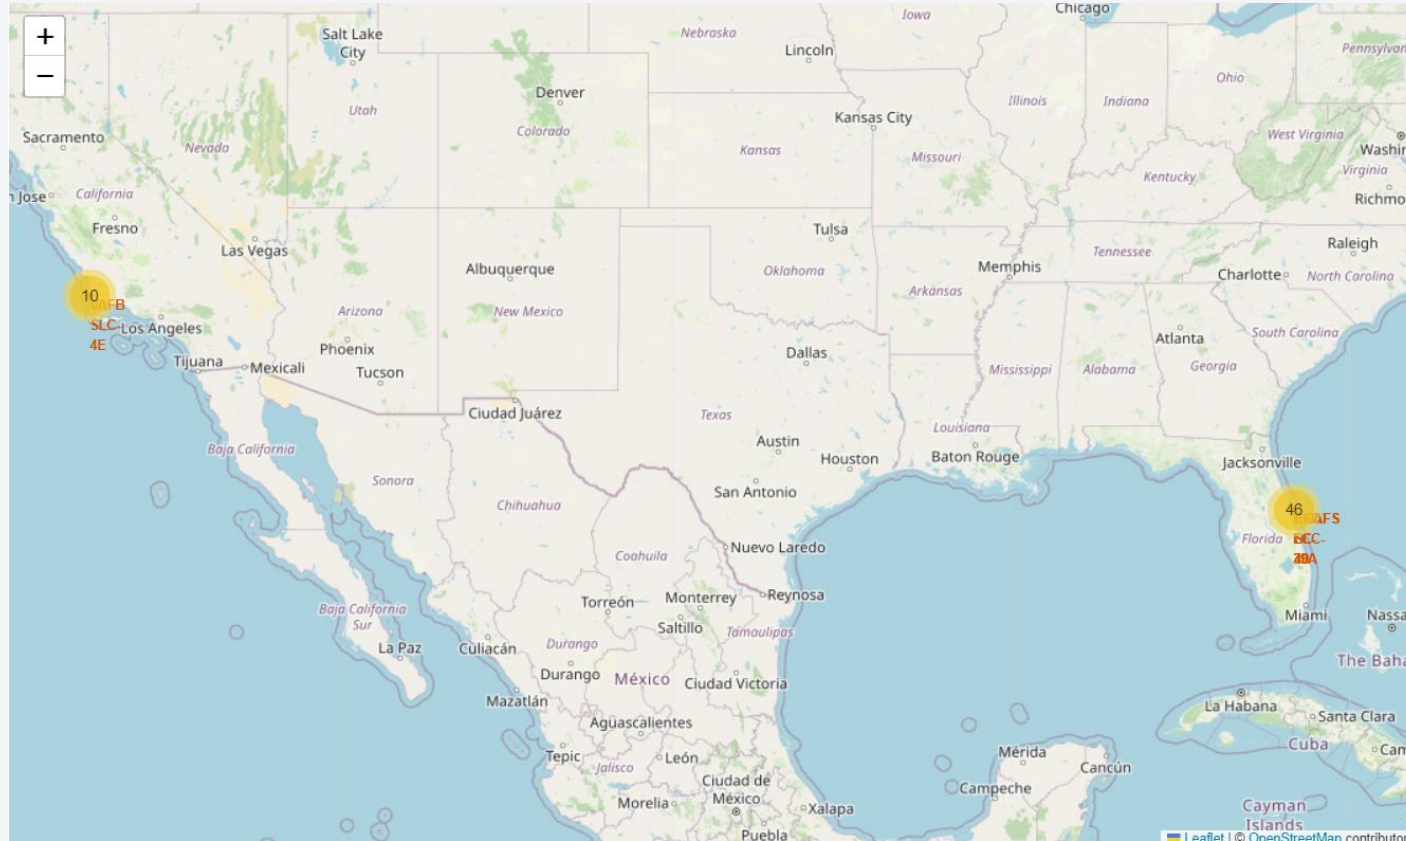 +
−
Chicago
Iowa
Nebraska
Salt Lake
City
Lincoln
Pennsylvan
Ohio
Denver
Utah
Illinois
Indiana
Kansas City
Colorado
Sacramento
West Virginia
Nevada
Kansas
Missouri
Washin
Kentucky
Virginia
n Jose
California
Richmo
Fresno
Tulsa
Las Vegas
Raleigh
Tennessee
Albuquerque
Oklahoma
Memphis
Charlotte
North Carolina
10
VAFB
SLC-
4E
Arkansas
Arizona
New Mexico
Los Angeles
South Carolina
Atlanta
Phoenix
Dallas
Tijuana
Mexicali
Tucson
Mississippi
Alabama
Georgia
Ciudad Juárez
Texas
Louisiana
Austin
Baja California
Houston
Baton Rouge
Jacksonville
Sonora
San Antonio
Chihuahua
46
Florida
Nuevo Laredo
Coahuila
Reynosa
Torreón
Monterrey
Baja California
Sur
Miami
Nassa
Saltillo
Tamaulipas
La Paz
Culiacán
Durango
The Baha
Durango
México
Ciudad Victoria
Mazatlán
La Habana
Santa Clara
Aguascalientes
Cuba
Cam
Tepic
León
Mérida
Cancún
Jalisco
Ciudad de
México
Campeche
Morelia
Xalapa
Cayman
Islands
Puebla
Leaflet | © OpenStreetMap contributor